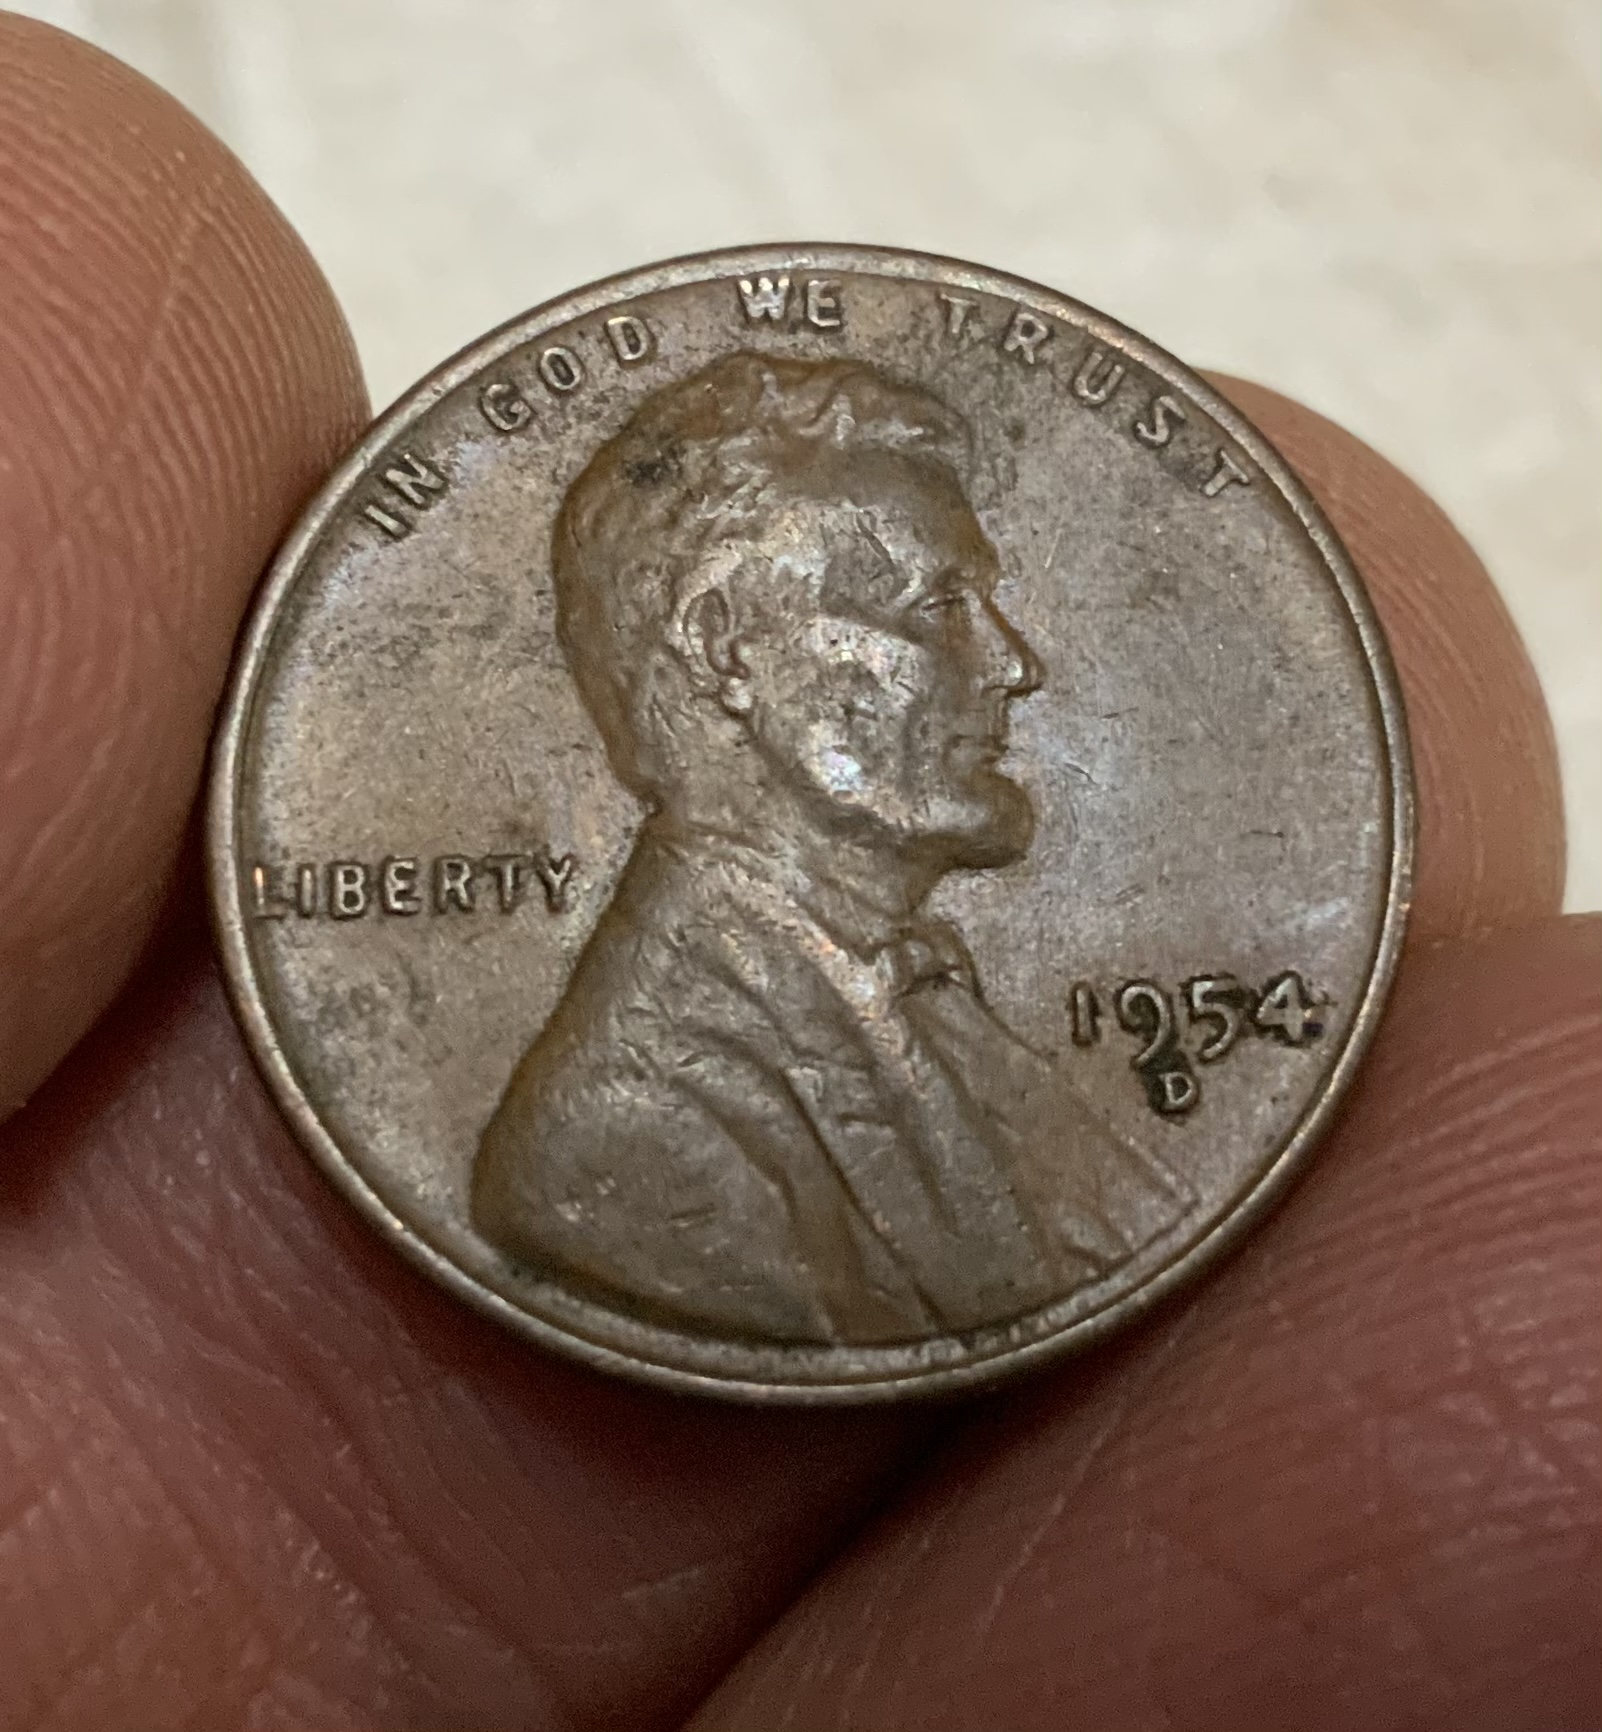 IN GOD WE TRUST
LIBERTY
1954
D